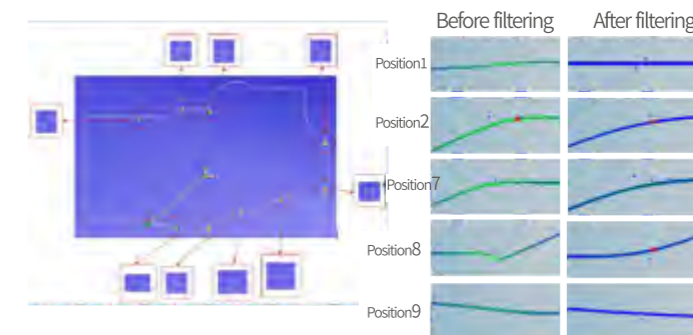 Before filtering After filtering
Position1
Position2
Position7
Position8
Position9